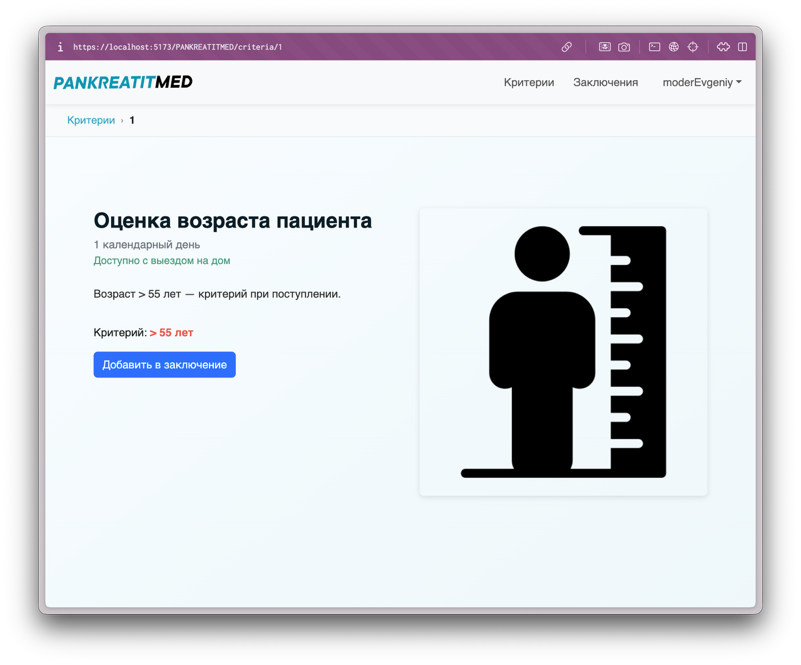 https://localhost:5173/PANKREATITMED/criteria/1
PANKREATITMED
Критерии
Заключения
moderEvgeniy
Критерии › 1
Оценка возраста пациента
1 календарный день
Доступно с выездом на дом
Возраст > 55 лет — критерий при поступлении.
Критерий: > 55 лет
Добавить в заключение